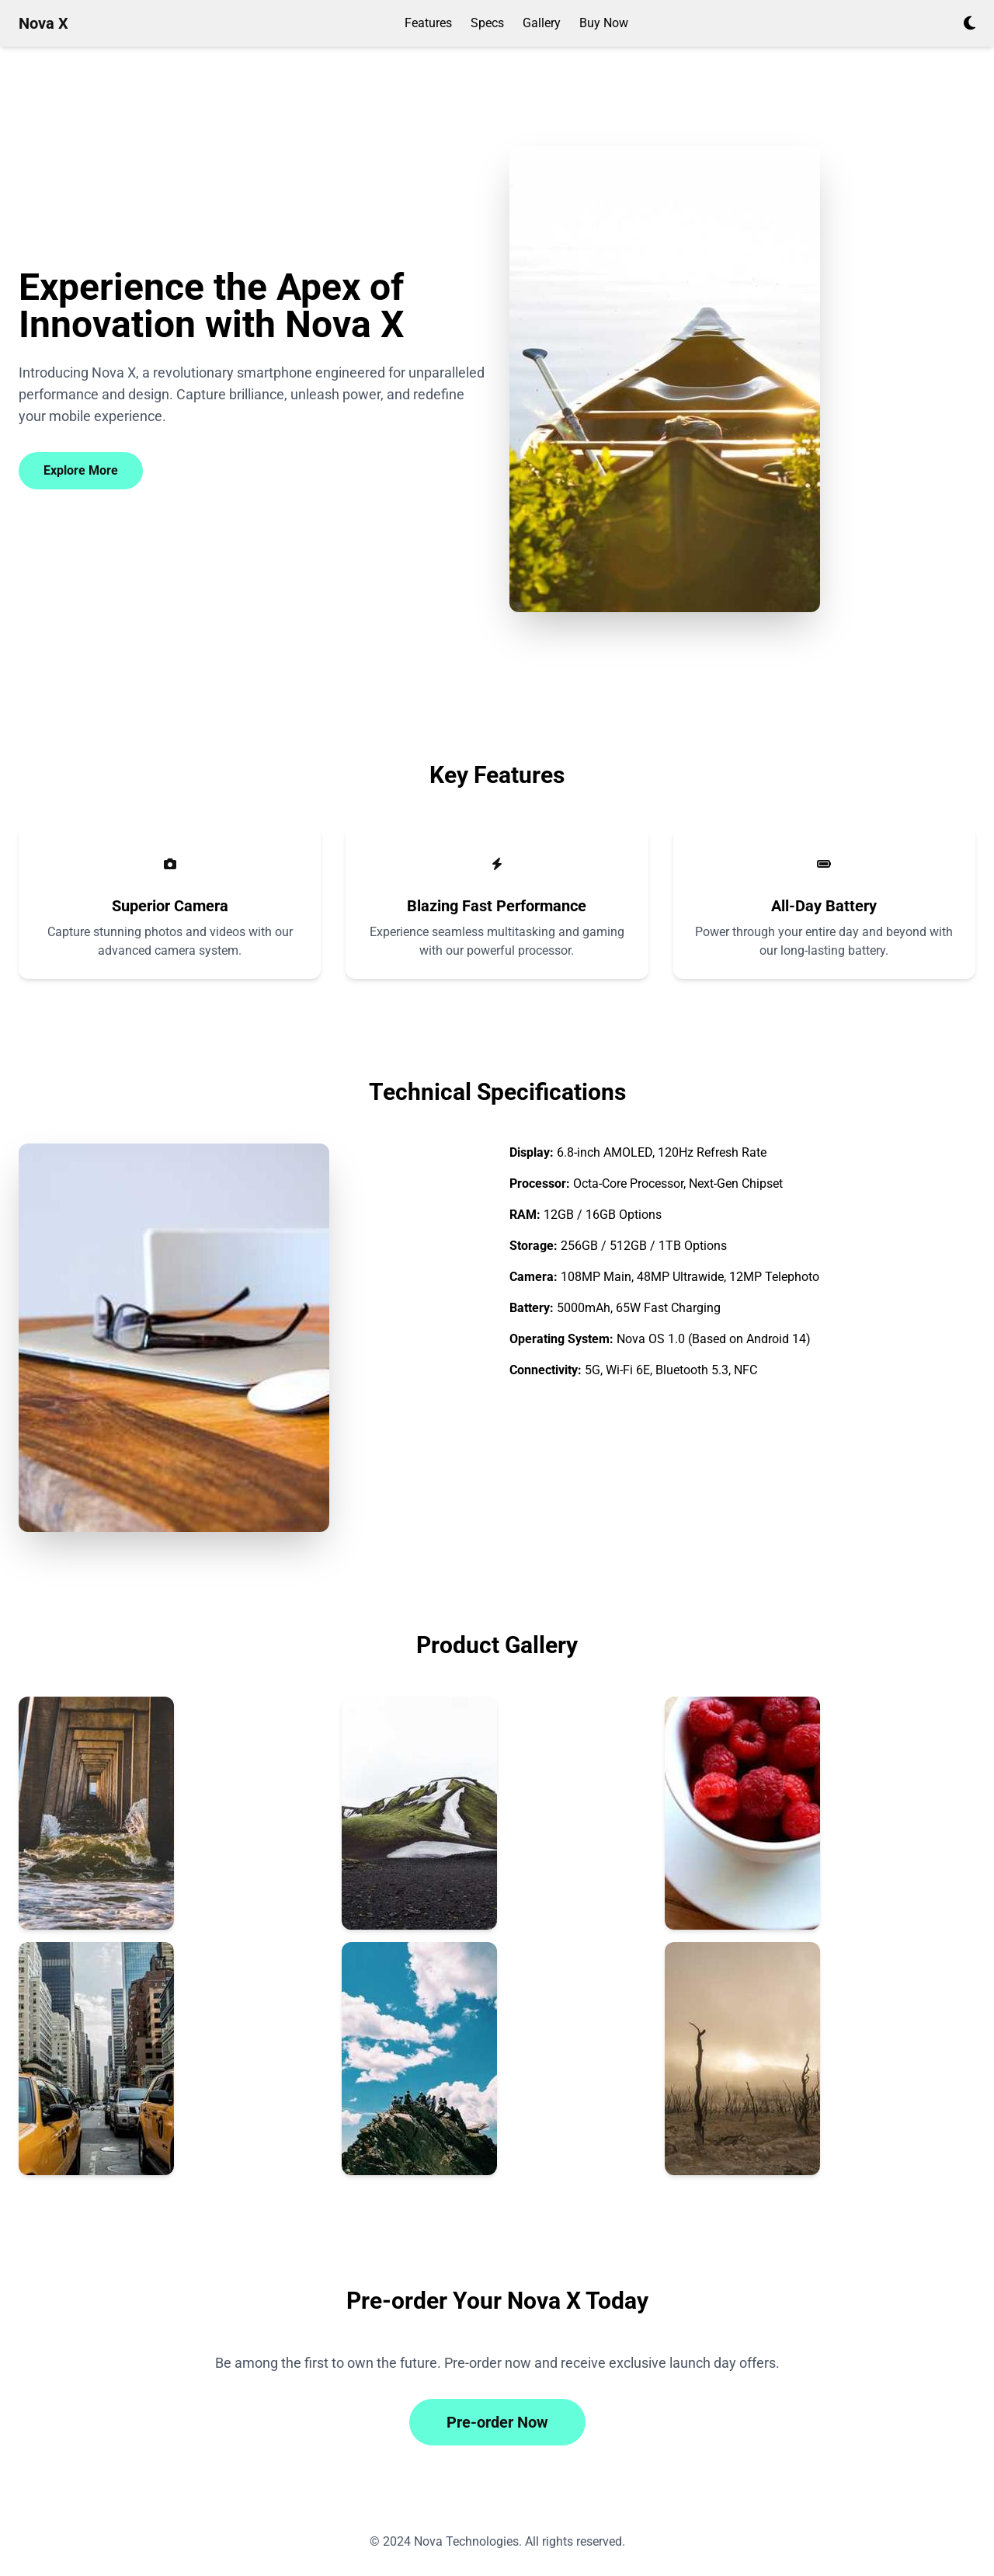 Nova X
Features
Specs
Gallery
Buy Now
Experience the Apex of
Innovation with Nova X
Introducing Nova X, a revolutionary smartphone engineered for unparalleled
performance and design. Capture brilliance, unleash power, and redefine
your mobile experience.
Explore More
Key Features
Superior Camera
Capture stunning photos and videos with our
advanced camera system.
Blazing Fast Performance
Experience seamless multitasking and gaming
with our powerful processor.
All-Day Battery
Power through your entire day and beyond with
our long-lasting battery.
Technical Specifications
Display: 6.8-inch AMOLED, 120Hz Refresh Rate
Processor: Octa-Core Processor, Next-Gen Chipset
RAM: 12GB / 16GB Options
Storage: 256GB / 512GB / 1TB Options
Camera: 108MP Main, 48MP Ultrawide, 12MP Telephoto
Battery: 5000mAh, 65W Fast Charging
Operating System: Nova OS 1.0 (Based on Android 14)
Connectivity: 5G, Wi-Fi 6E, Bluetooth 5.3, NFC
Product Gallery
Pre-order Your Nova X Today
Be among the first to own the future. Pre-order now and receive exclusive launch day offers.
Pre-order Now
© 2024 Nova Technologies. All rights reserved.